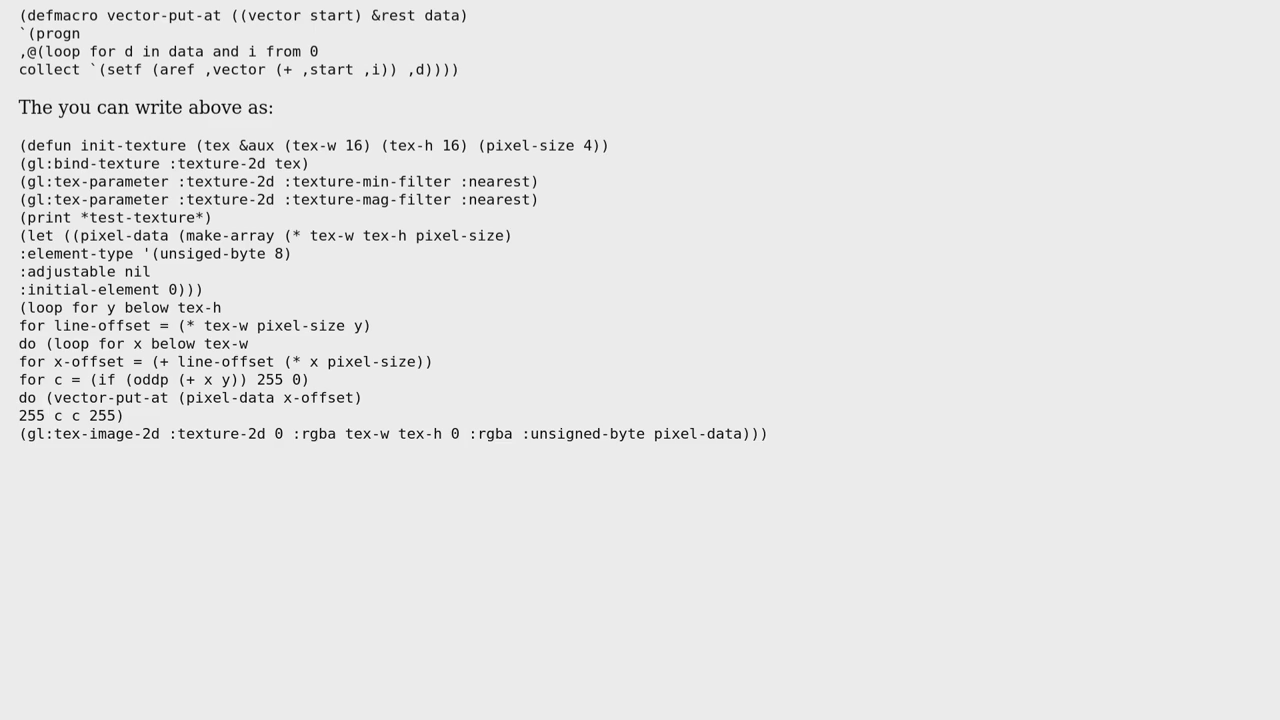 (defmacro vector-put-at ((vector start) &rest data)
`(progn
,@(loop for d in data and i from 0
collect `(setf (aref ,vector (+ ,start ,i)) ,d))))
The you can write above as:
(defun init-texture (tex &aux (tex-w 16) (tex-h 16) (pixel-size 4))
(gl:bind-texture :texture-2d tex)
(gl:tex-parameter :texture-2d :texture-min-filter :nearest)
(gl:tex-parameter :texture-2d :texture-mag-filter :nearest)
(print *test-texture*)
(let ((pixel-data (make-array (* tex-w tex-h pixel-size)
:element-type '(unsiged-byte 8)
:adjustable nil
:initial-element 0)))
(loop for y below tex-h
for line-offset = (* tex-w pixel-size y)
do (loop for x below tex-w
for x-offset = (+ line-offset (* x pixel-size))
for c = (if (oddp (+ x y)) 255 0)
do (vector-put-at (pixel-data x-offset)
255 c c 255)
(gl:tex-image-2d :texture-2d 0 :rgba tex-w tex-h 0 :rgba :unsigned-byte pixel-data)))